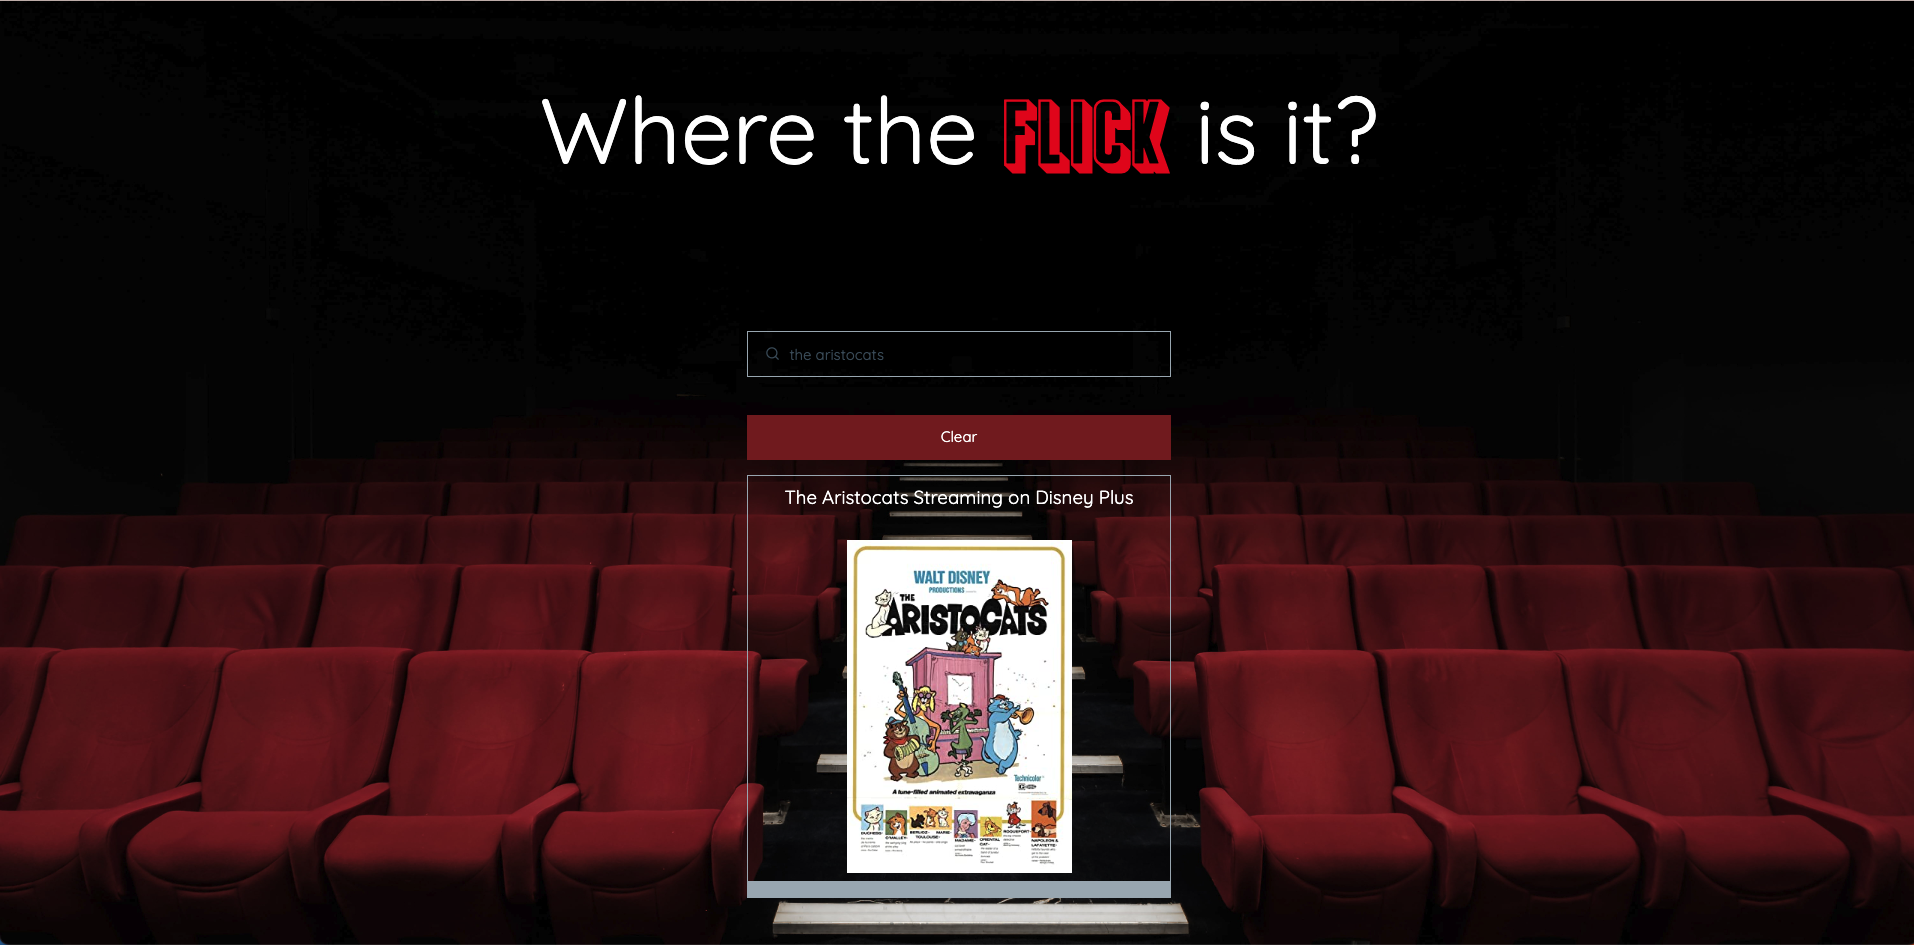 Where the FLICK is it?
the aristocats
Clear
The Aristocats Streaming on Disney Plus
WALT DISNEY
PRODUCTIONS
THE
ARISTOCATS
Technicolor
A tune-filled animated extravaganza
DUCHESS
O'MALLEY
BERLIOZ MARIE
TOULOUSE
MADAME
ORIENTAL
CAT
ROQUEFORT
NAPOLEON &
LAFAYETTE